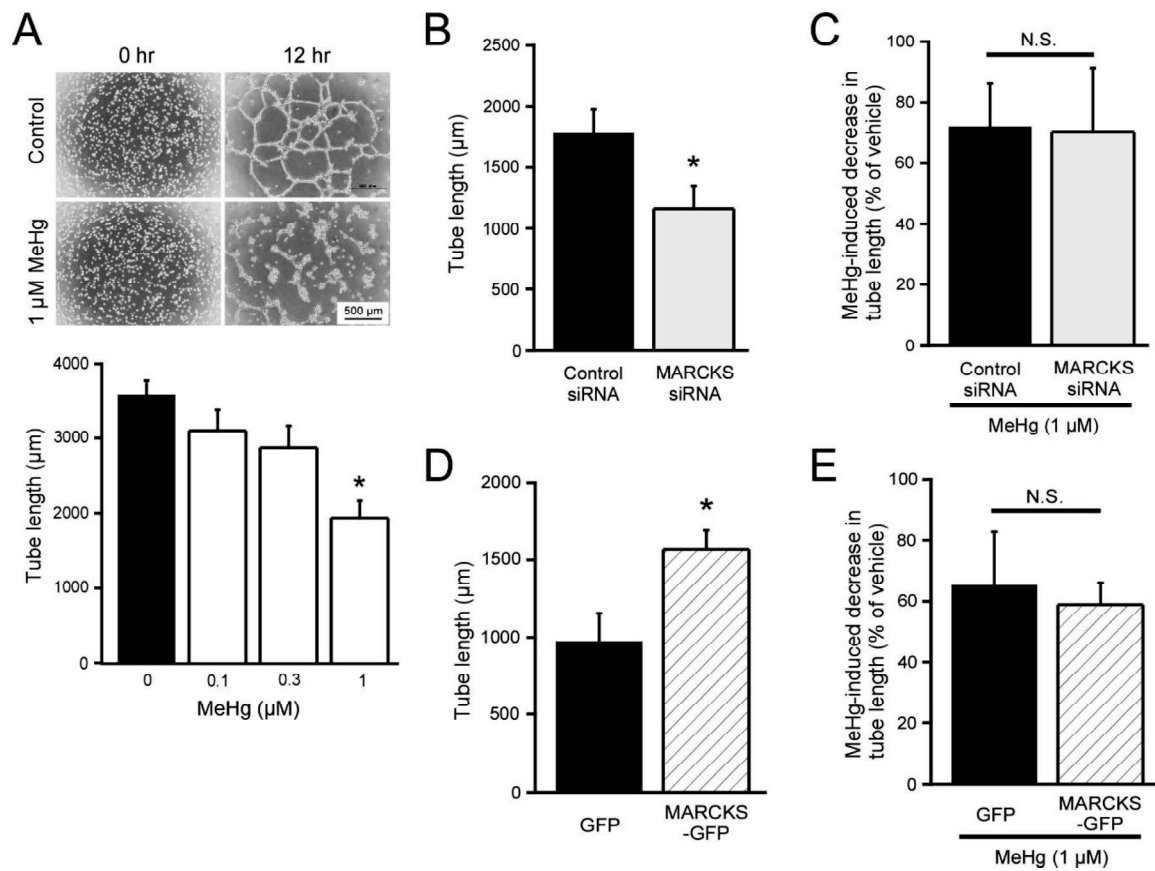 A
0 hr
12 hr
Control
1 µM MeHg
500 µm
Tube length (µm)
4000
3000
2000
1000
0
*
0
0.1
0.3
1
MeHg (µM)
B
Tube length (µm)
2500
2000
1500
1000
500
0
*
Control
siRNA
MARCKS
siRNA
C
MeHg-induced decrease in
tube length (% of vehicle)
100
80
60
40
20
0
N.S.
Control
siRNA
MARCKS
siRNA
MeHg (1 µM)
D
Tube length (µm)
2000
1500
1000
500
0
*
GFP
MARCKS
-GFP
E
MeHg-induced decrease in
tube length (% of vehicle)
100
80
60
40
20
0
N.S.
GFP
MARCKS
-GFP
MeHg (1 µM)